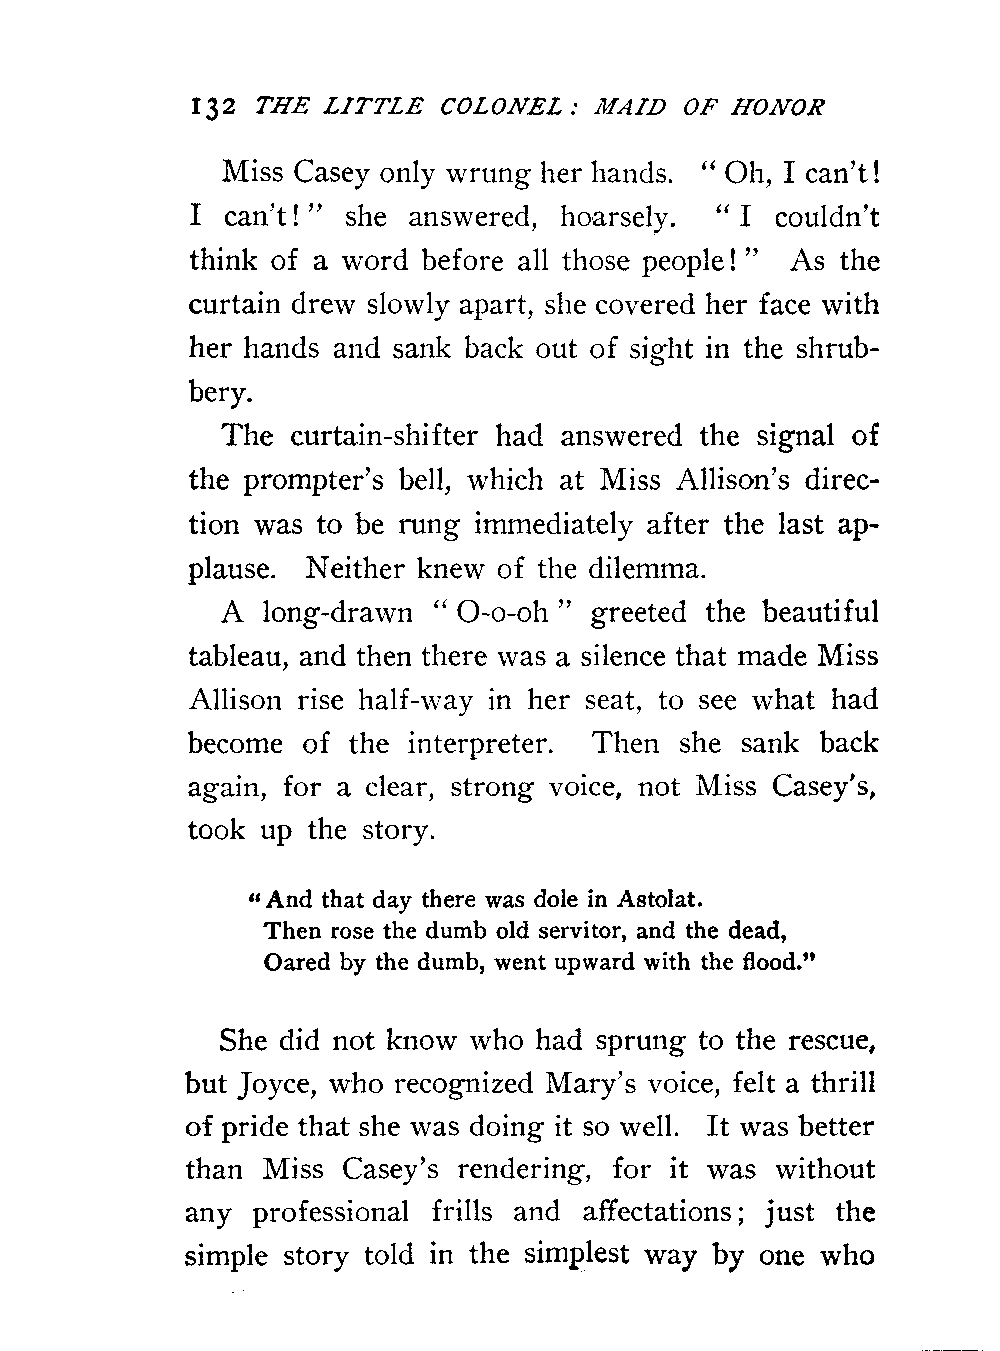 132 THE LITTLE COLONEL: MAID OF HONOR
Miss Casey only wrung her hands. "Oh, I can't!
I can't!" she answered, hoarsely. "I couldn't
think of a word before all those people!" As the
curtain drew slowly apart, she covered her face with
her hands and sank back out of sight in the shrub-
bery.
The curtain-shifter had answered the signal of
the prompter's bell, which at Miss Allison's direc-
tion was to be rung immediately after the last ap-
plause. Neither knew of the dilemma.
A long-drawn "O-o-oh" greeted the beautiful
tableau, and then there was a silence that made Miss
Allison rise half-way in her seat, to see what had
become of the interpreter. Then she sank back
again, for a clear, strong voice, not Miss Casey's,
took up the story.
"And that day there was dole in Astolat.
Then rose the dumb old servitor, and the dead,
Oared by the dumb, went upward with the flood."
She did not know who had sprung to the rescue,
but Joyce, who recognized Mary's voice, felt a thrill
of pride that she was doing it so well. It was better
than Miss Casey's rendering, for it was without
any professional frills and affectations; just the
simple story told in the simplest way by one who